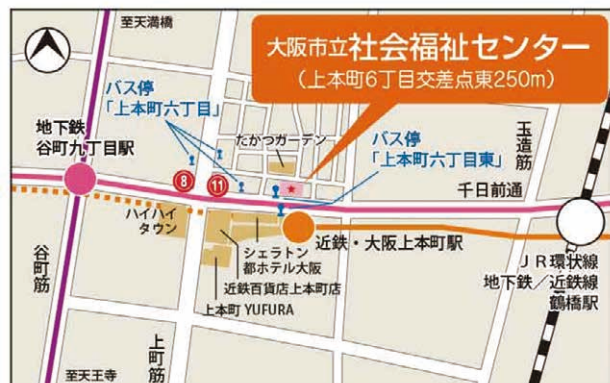 至天満橋
大阪市立社会福祉センター
（上本町6丁目交差点東250m）
バス停
「上本町六丁目」
地下鉄
谷町九丁目駅
たかつガーデン
バス停
「上本町六丁目東」
玉造筋
⑧
⑪
★
千日前通
ハイハイ
タウン
シェラトン
都ホテル大阪
近鉄百貨店上本町店
上本町 YUFURA
近鉄・大阪上本町駅
ＪＲ環状線
地下鉄／近鉄線
鶴橋駅
谷町筋
上町筋
至天王寺